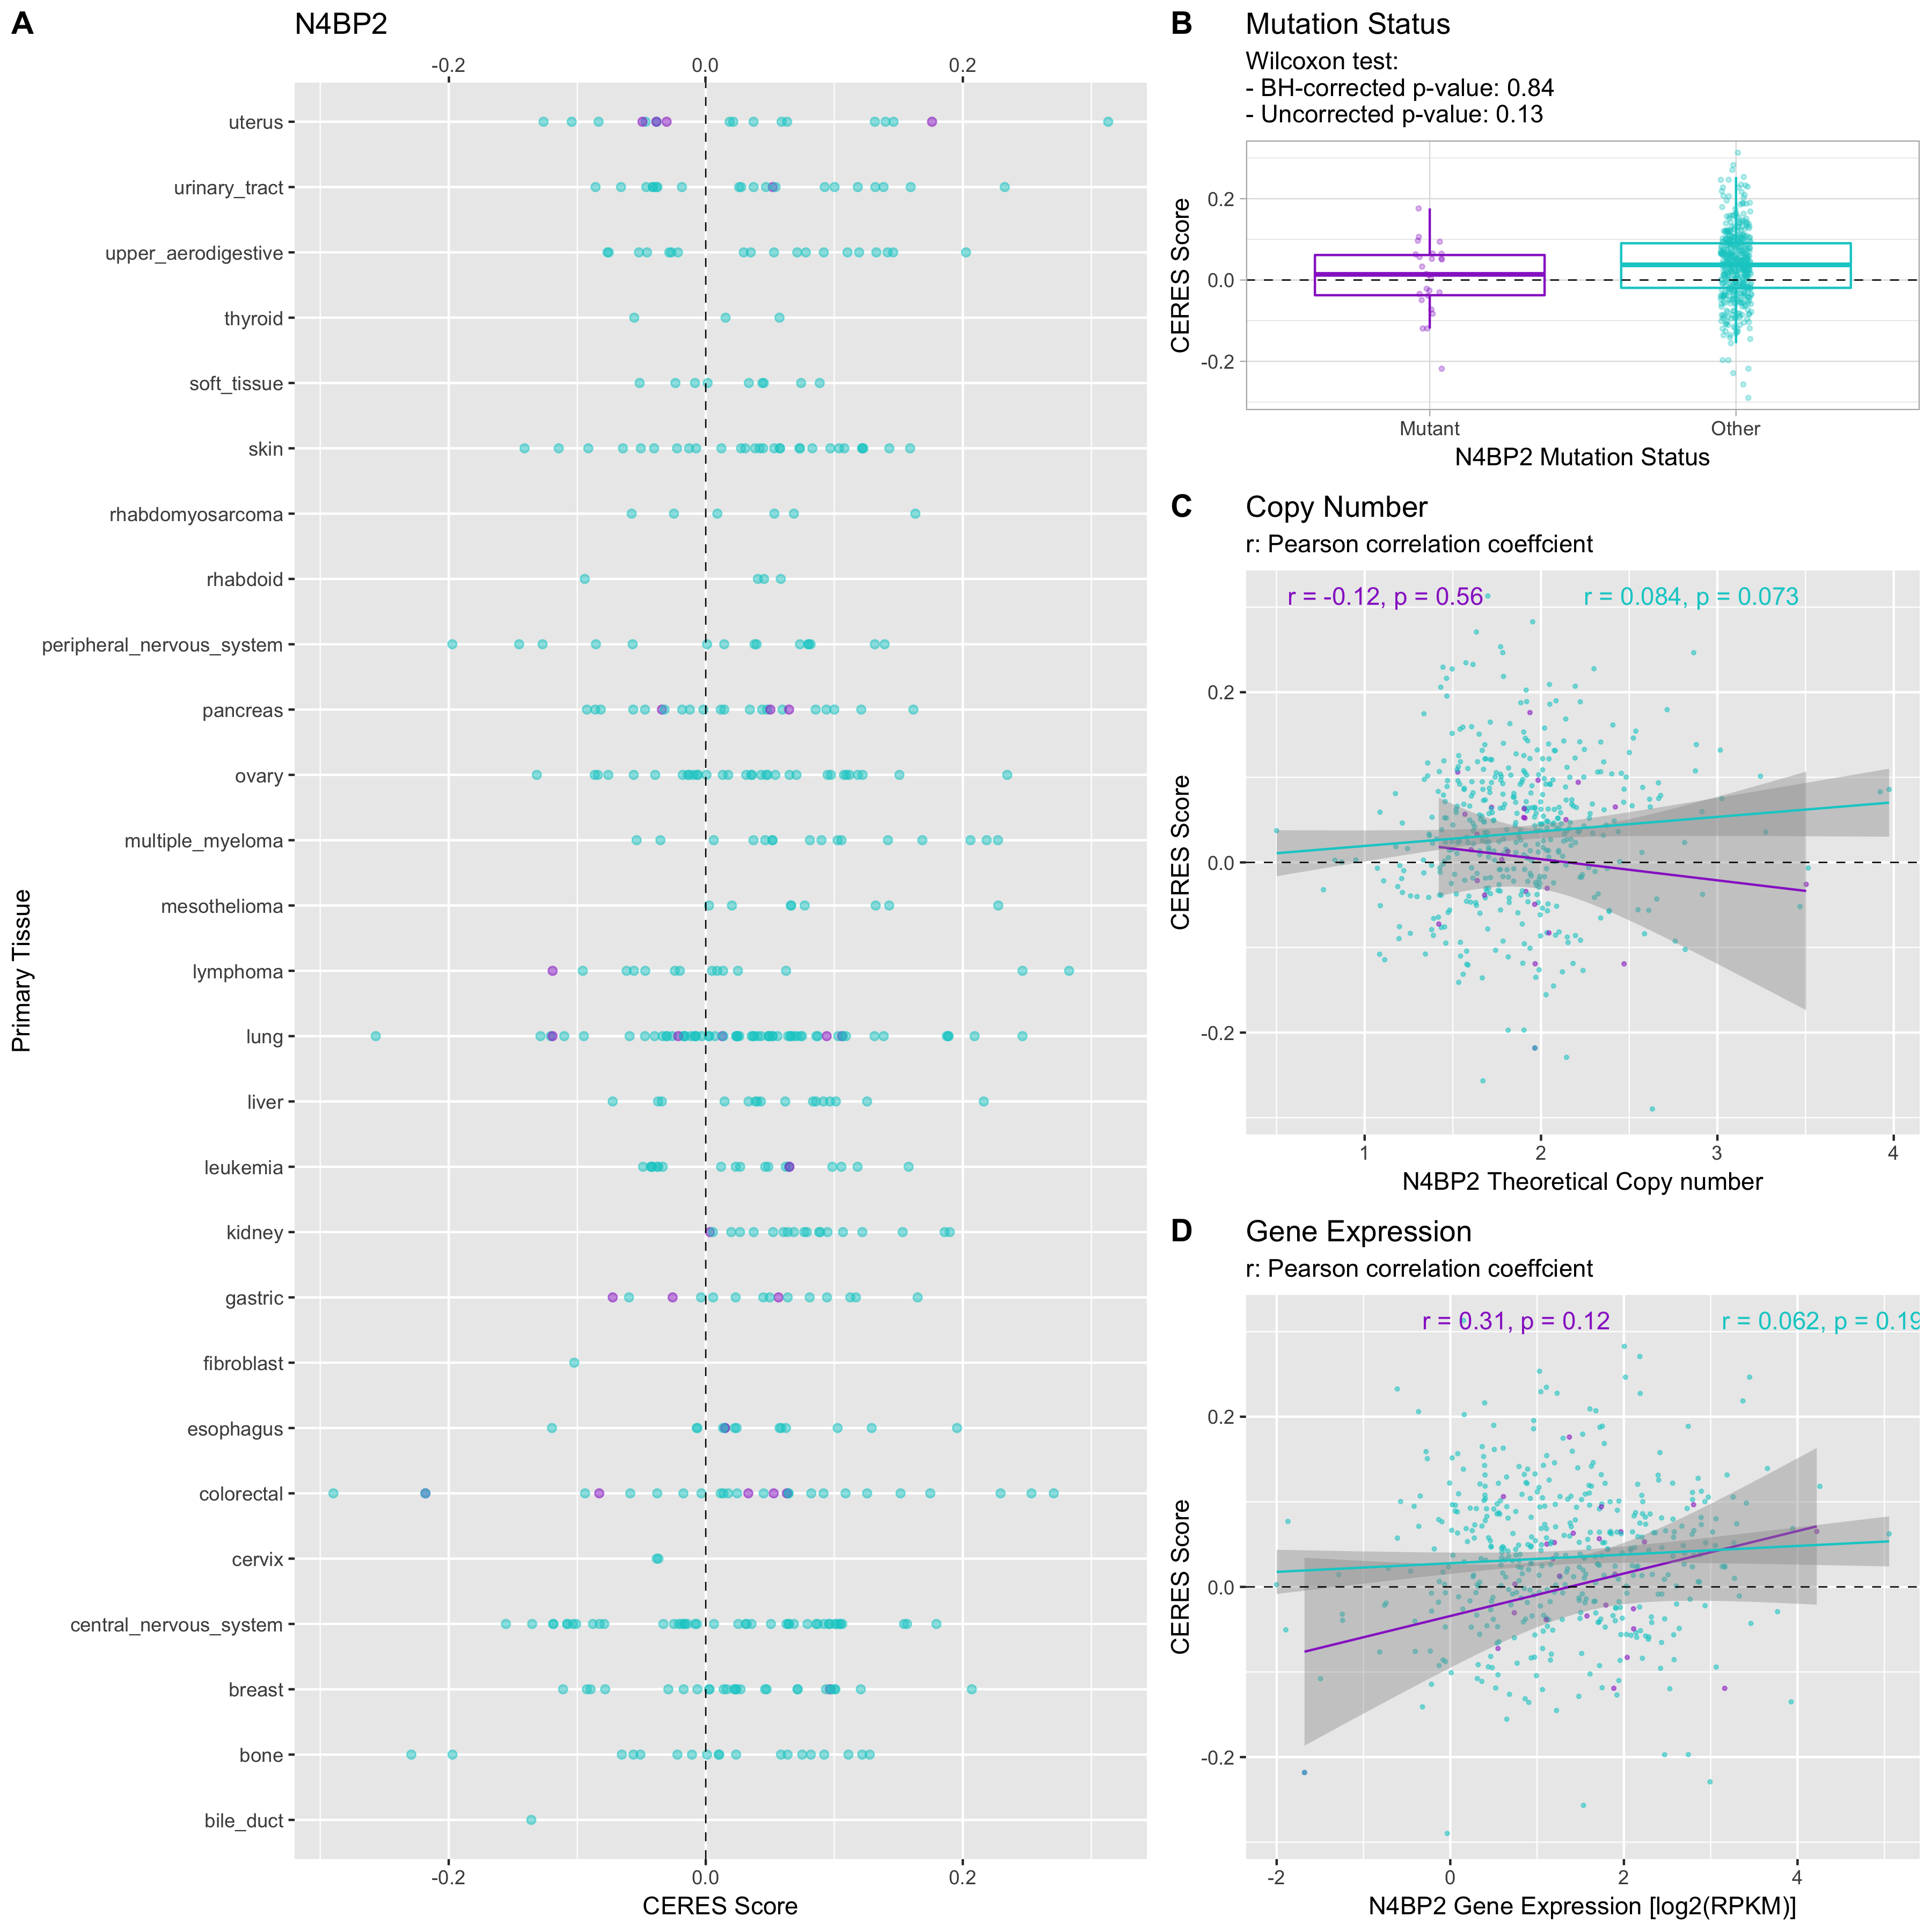 A
N4BP2
-0.2 0.0 0.2
uterus
urinary_tract
upper_aerodigestive
thyroid
soft_tissue
skin
rhabdomyosarcoma
rhabdoid
peripheral_nervous_system
pancreas
ovary
multiple_myeloma
mesothelioma
lymphoma
lung
liver
leukemia
kidney
gastric
fibroblast
esophagus
colorectal
cervix
central_nervous_system
breast
bone
bile_duct
Primary Tissue
-0.2 0.0 0.2
CERES Score
B
Mutation Status
Wilcoxon test:
- BH-corrected p-value: 0.84
- Uncorrected p-value: 0.13
CERES Score
0.2
0.0
-0.2
Mutant Other
N4BP2 Mutation Status
C
Copy Number
r: Pearson correlation coeffcient
r = -0.12, p = 0.56 r = 0.084, p = 0.073
CERES Score
0.2
0.0
-0.2
1 2 3 4
N4BP2 Theoretical Copy number
D
Gene Expression
r: Pearson correlation coeffcient
r = 0.31, p = 0.12 r = 0.062, p = 0.19
CERES Score
0.2
0.0
-0.2
-2 0 2 4
N4BP2 Gene Expression [log2(RPKM)]